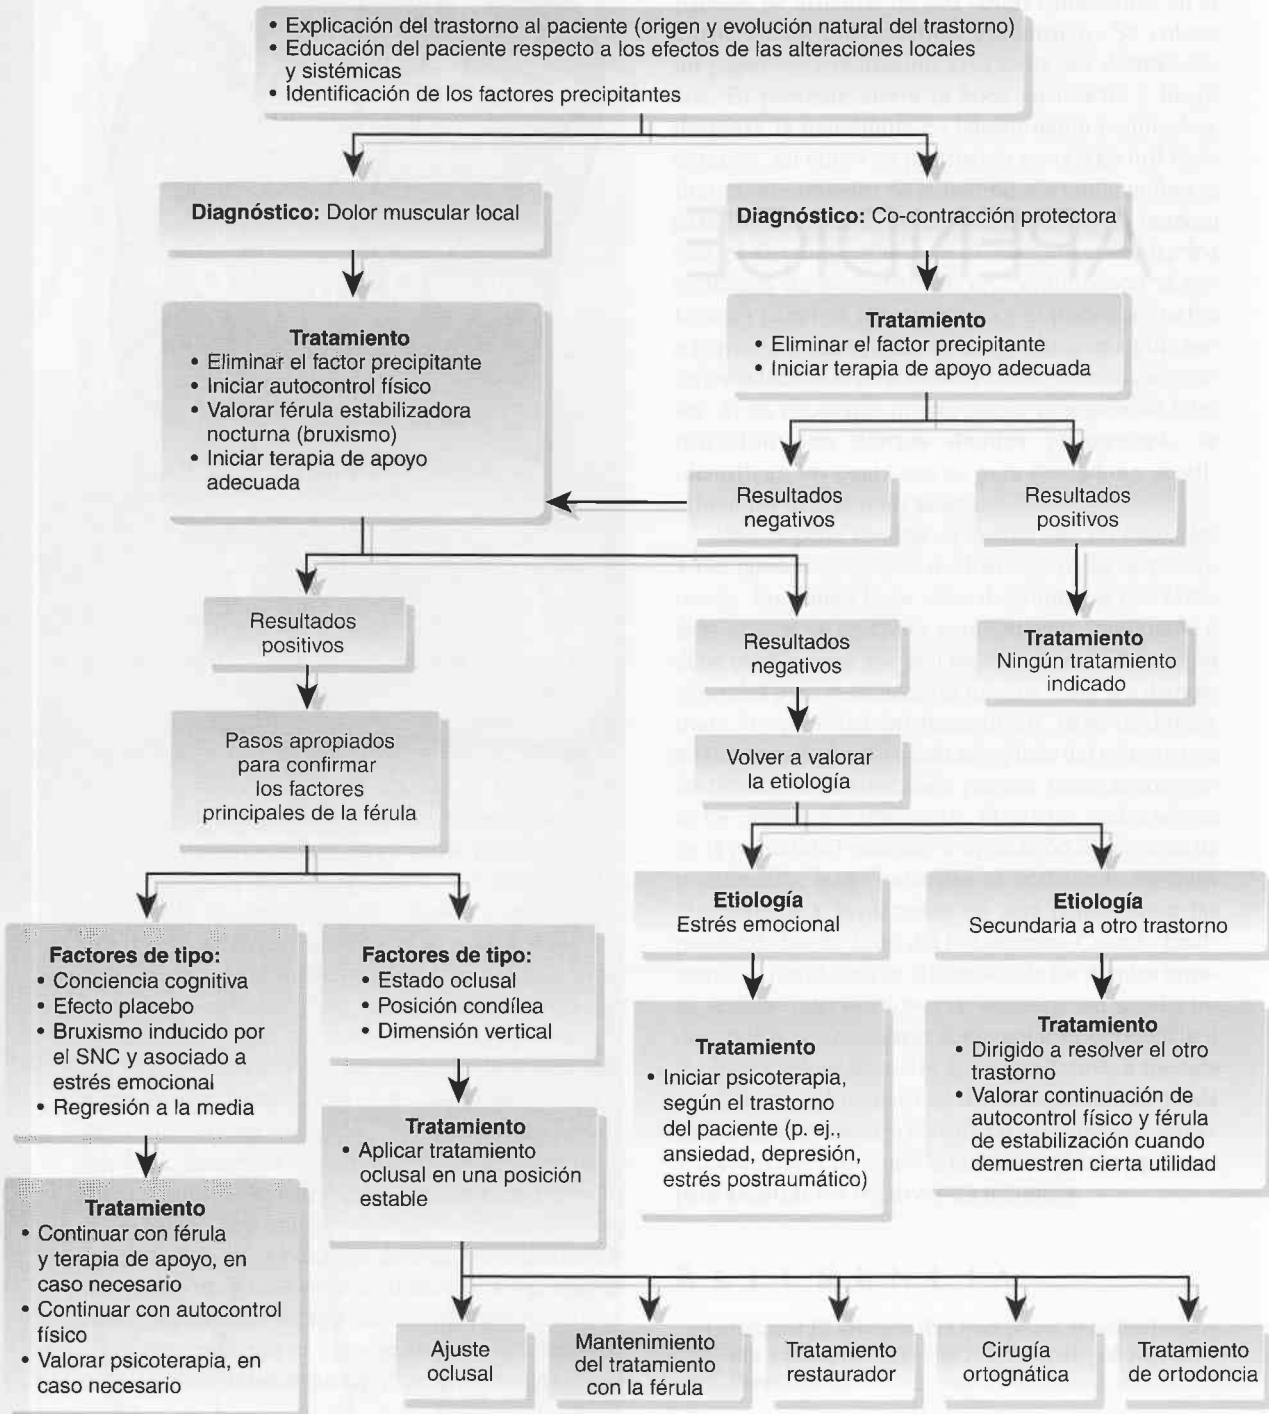 • Explicación del trastorno al paciente (origen y evolución natural del trastorno)
• Educación del paciente respecto a los efectos de las alteraciones locales
y sistémicas
• Identificación de los factores precipitantes
Diagnóstico: Dolor muscular local
Diagnóstico: Co-contracción protectora
Tratamiento
• Eliminar el factor precipitante
• Iniciar autocontrol físico
• Valorar férula estabilizadora
nocturna (bruxismo)
• Iniciar terapia de apoyo
adecuada
Tratamiento
• Eliminar el factor precipitante
• Iniciar terapia de apoyo adecuada
Resultados
negativos
Resultados
positivos
Resultados
positivos
Resultados
negativos
Tratamiento
Ningún tratamiento
indicado
Pasos apropiados
para confirmar
los factores
principales de la férula
Volver a valorar
la etiología
Factores de tipo:
• Conciencia cognitiva
• Efecto placebo
• Bruxismo inducido por
el SNC y asociado a
estrés emocional
• Regresión a la media
Factores de tipo:
• Estado oclusal
• Posición condílea
• Dimensión vertical
Etiología
Estrés emocional
Etiología
Secundaria a otro trastorno
Tratamiento
• Continuar con férula
y terapia de apoyo, en
caso necesario
• Continuar con autocontrol
físico
• Valorar psicoterapia, en
caso necesario
Tratamiento
• Aplicar tratamiento
oclusal en una posición
estable
Tratamiento
• Iniciar psicoterapia,
según el trastorno
del paciente (p. ej.,
ansiedad, depresión,
estrés postraumático)
Tratamiento
• Dirigido a resolver el otro
trastorno
• Valorar continuación de
autocontrol físico y férula
de estabilización cuando
demuestren cierta utilidad
Ajuste
oclusal
Mantenimiento
del tratamiento
con la férula
Tratamiento
restaurador
Cirugía
ortognática
Tratamiento
de ortodoncia